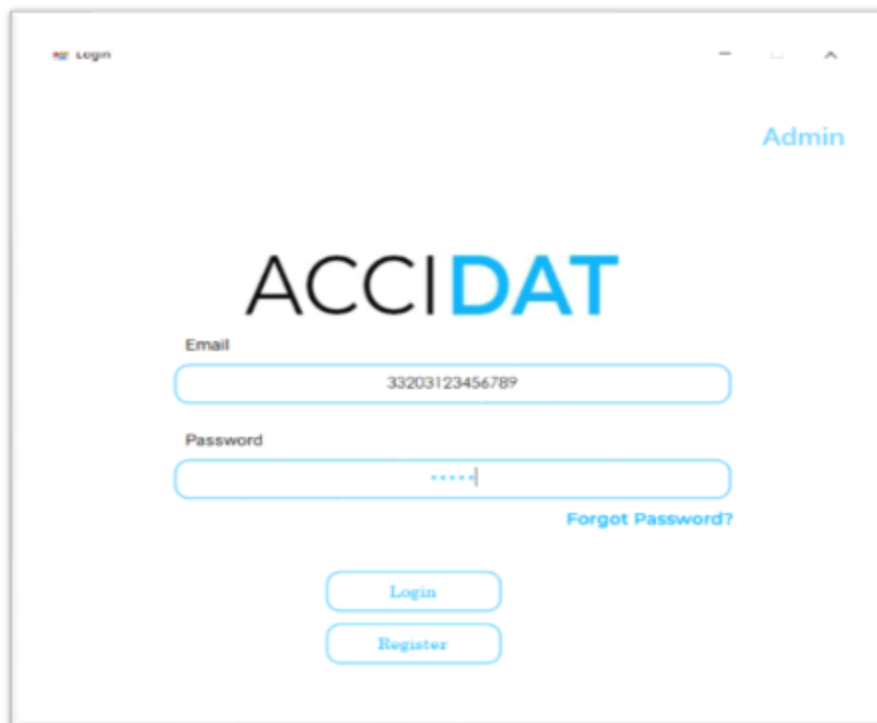 Login
Admin
ACCIDAT
Email
33203123456789
Password
•••••
Forgot Password?
Login
Register